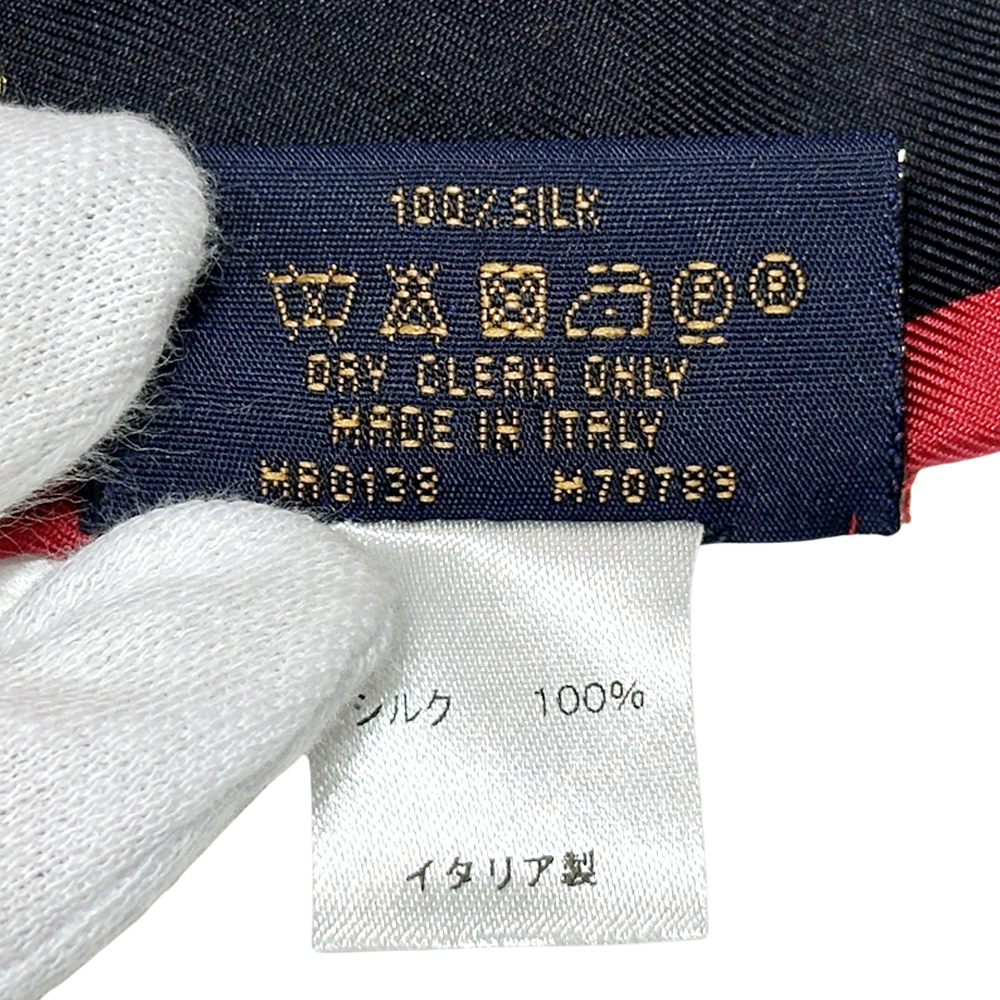 100% SILK
P ®
DRY CLEAN ONLY
MADE IN ITALY
MR0138 M70789
シルク 100%
イタリア製